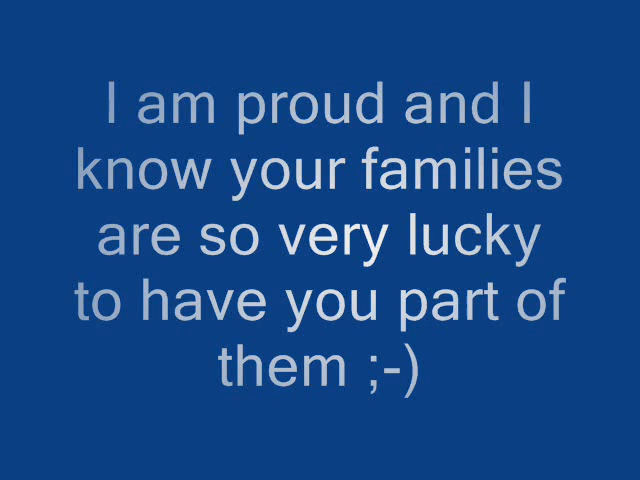 I am proud and I
know your families
are so very lucky
to have you part of
them ;-)